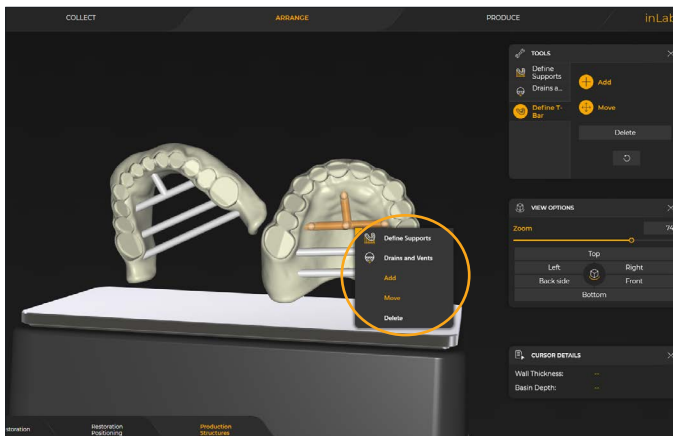 COLLECT
ARRANGE
PRODUCE
inLab
TOOLS
Define
Supports
Drains a...
Define T-
Bar
Add
Move
Delete
VIEW OPTIONS
Zoom
74
Top
Left
Right
Back side
Front
Bottom
CURSOR DETAILS
Wall Thickness:
--
Basin Depth:
--
Define Supports
Drains and Vents
Add
Move
Delete
storation
Restoration
Positioning
Production
Structures